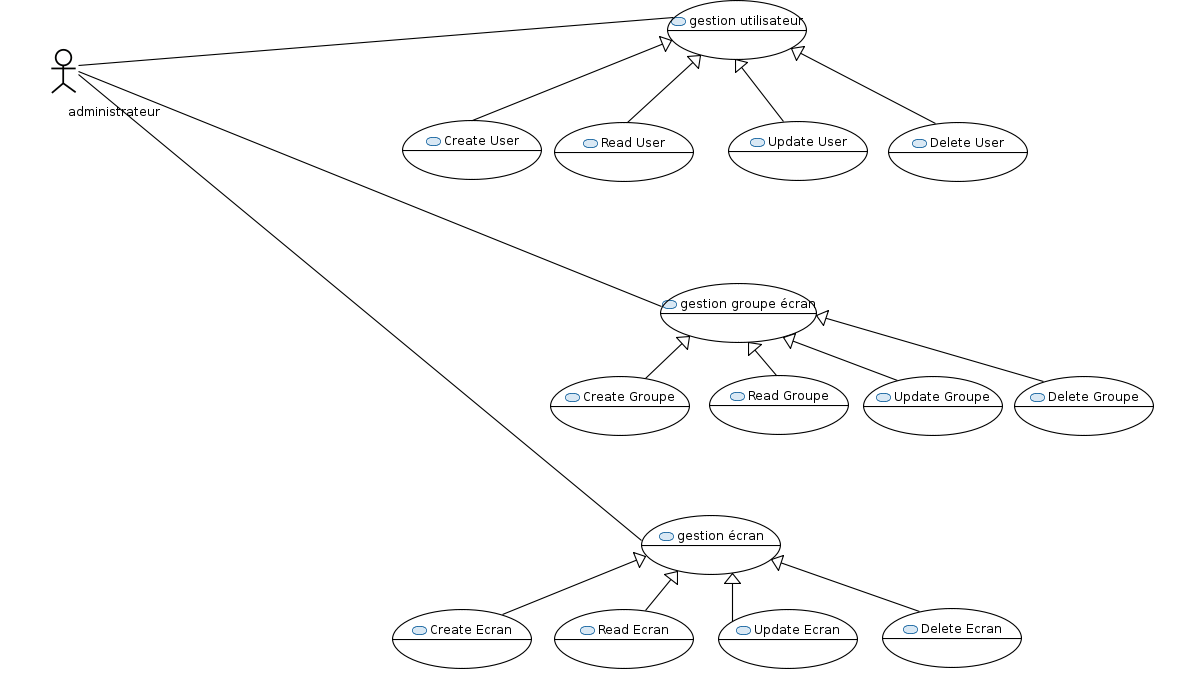 gestion utilisateur
administrateur
Create User
Read User
Update User
Delete User
gestion groupe écran
Create Groupe
Read Groupe
Update Groupe
Delete Groupe
gestion écran
Create Ecran
Read Ecran
Update Ecran
Delete Ecran